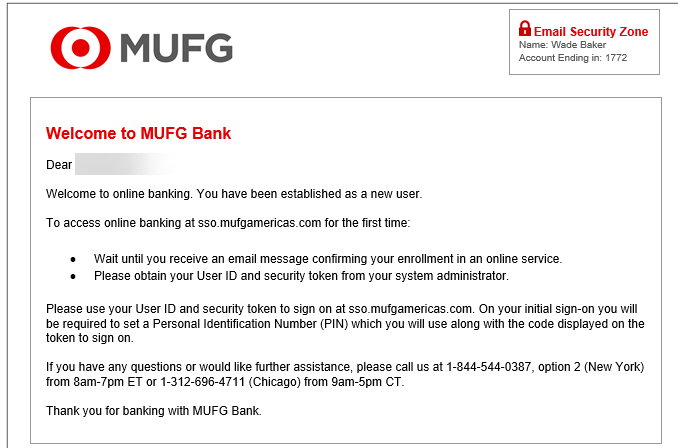 MUFG
Email Security Zone
Name: Wade Baker
Account Ending in: 1772
Welcome to MUFG Bank
Dear
Welcome to online banking. You have been established as a new user.
To access online banking at sso.mufgamericas.com for the first time:
• Wait until you receive an email message confirming your enrollment in an online service.
• Please obtain your User ID and security token from your system administrator.
Please use your User ID and security token to sign on at sso.mufgamericas.com. On your initial sign-on you will
be required to set a Personal Identification Number (PIN) which you will use along with the code displayed on the
token to sign on.
If you have any questions or would like further assistance, please call us at 1-844-544-0387, option 2 (New York)
from 8am-7pm ET or 1-312-696-4711 (Chicago) from 9am-5pm CT.
Thank you for banking with MUFG Bank.